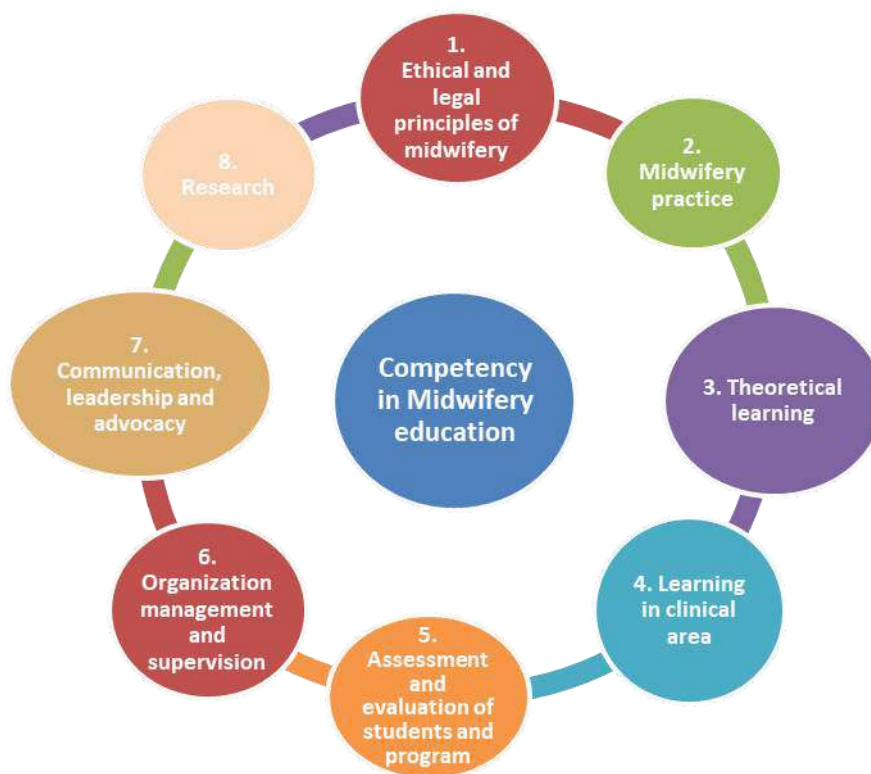 1.
Ethical and
legal
principles of
midwifery
2.
Midwifery
practice
3. Theoretical
learning
4. Learning
in clinical
area
5.
Assessment
and
evaluation of
students and
program
6.
Organization
management
and
supervision
7.
Communication,
leadership and
advocacy
8.
Research
Competency
in Midwifery
education